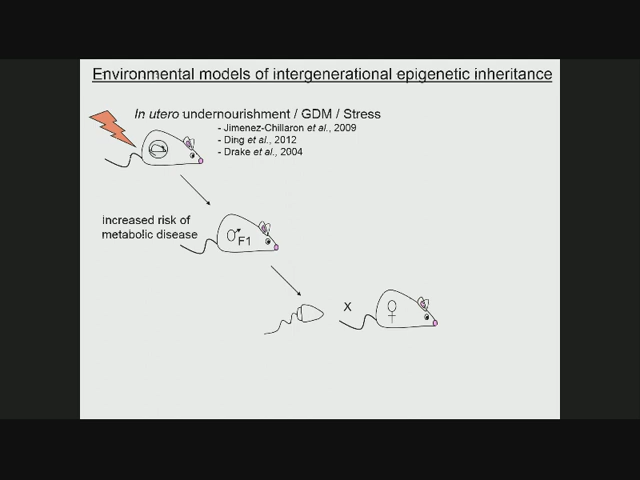 Environmental models of intergenerational epigenetic inheritance
In utero undernourishment / GDM / Stress
- Jimenez-Chillaron et al., 2009
- Ding et al., 2012
- Drake et al., 2004
increased risk of
metabolic disease
♂F1
x
♀